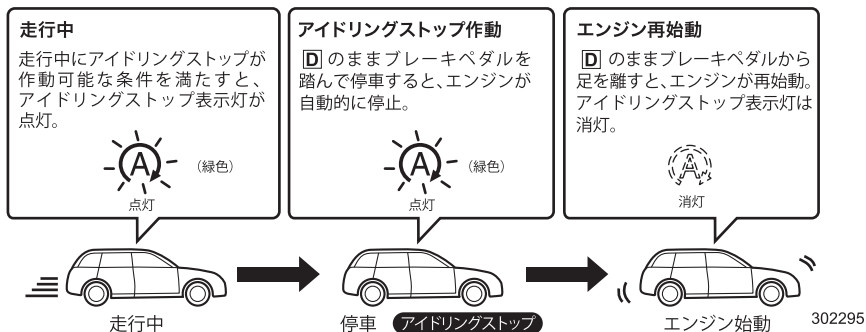 走行中
走行中にアイドリングストップが
作動可能な条件を満たすと、
アイドリングストップ表示灯が
点灯。
A
（緑色）
点灯
アイドリングストップ作動
D のままブレーキペダルを
踏んで停車すると、エンジンが
自動的に停止。
A
（緑色）
点灯
エンジン再始動
D のままブレーキペダルから
足を離すと、エンジンが再始動。
アイドリングストップ表示灯は
消灯。
A
消灯
走行中
停車 アイドリングストップ
エンジン始動
302295